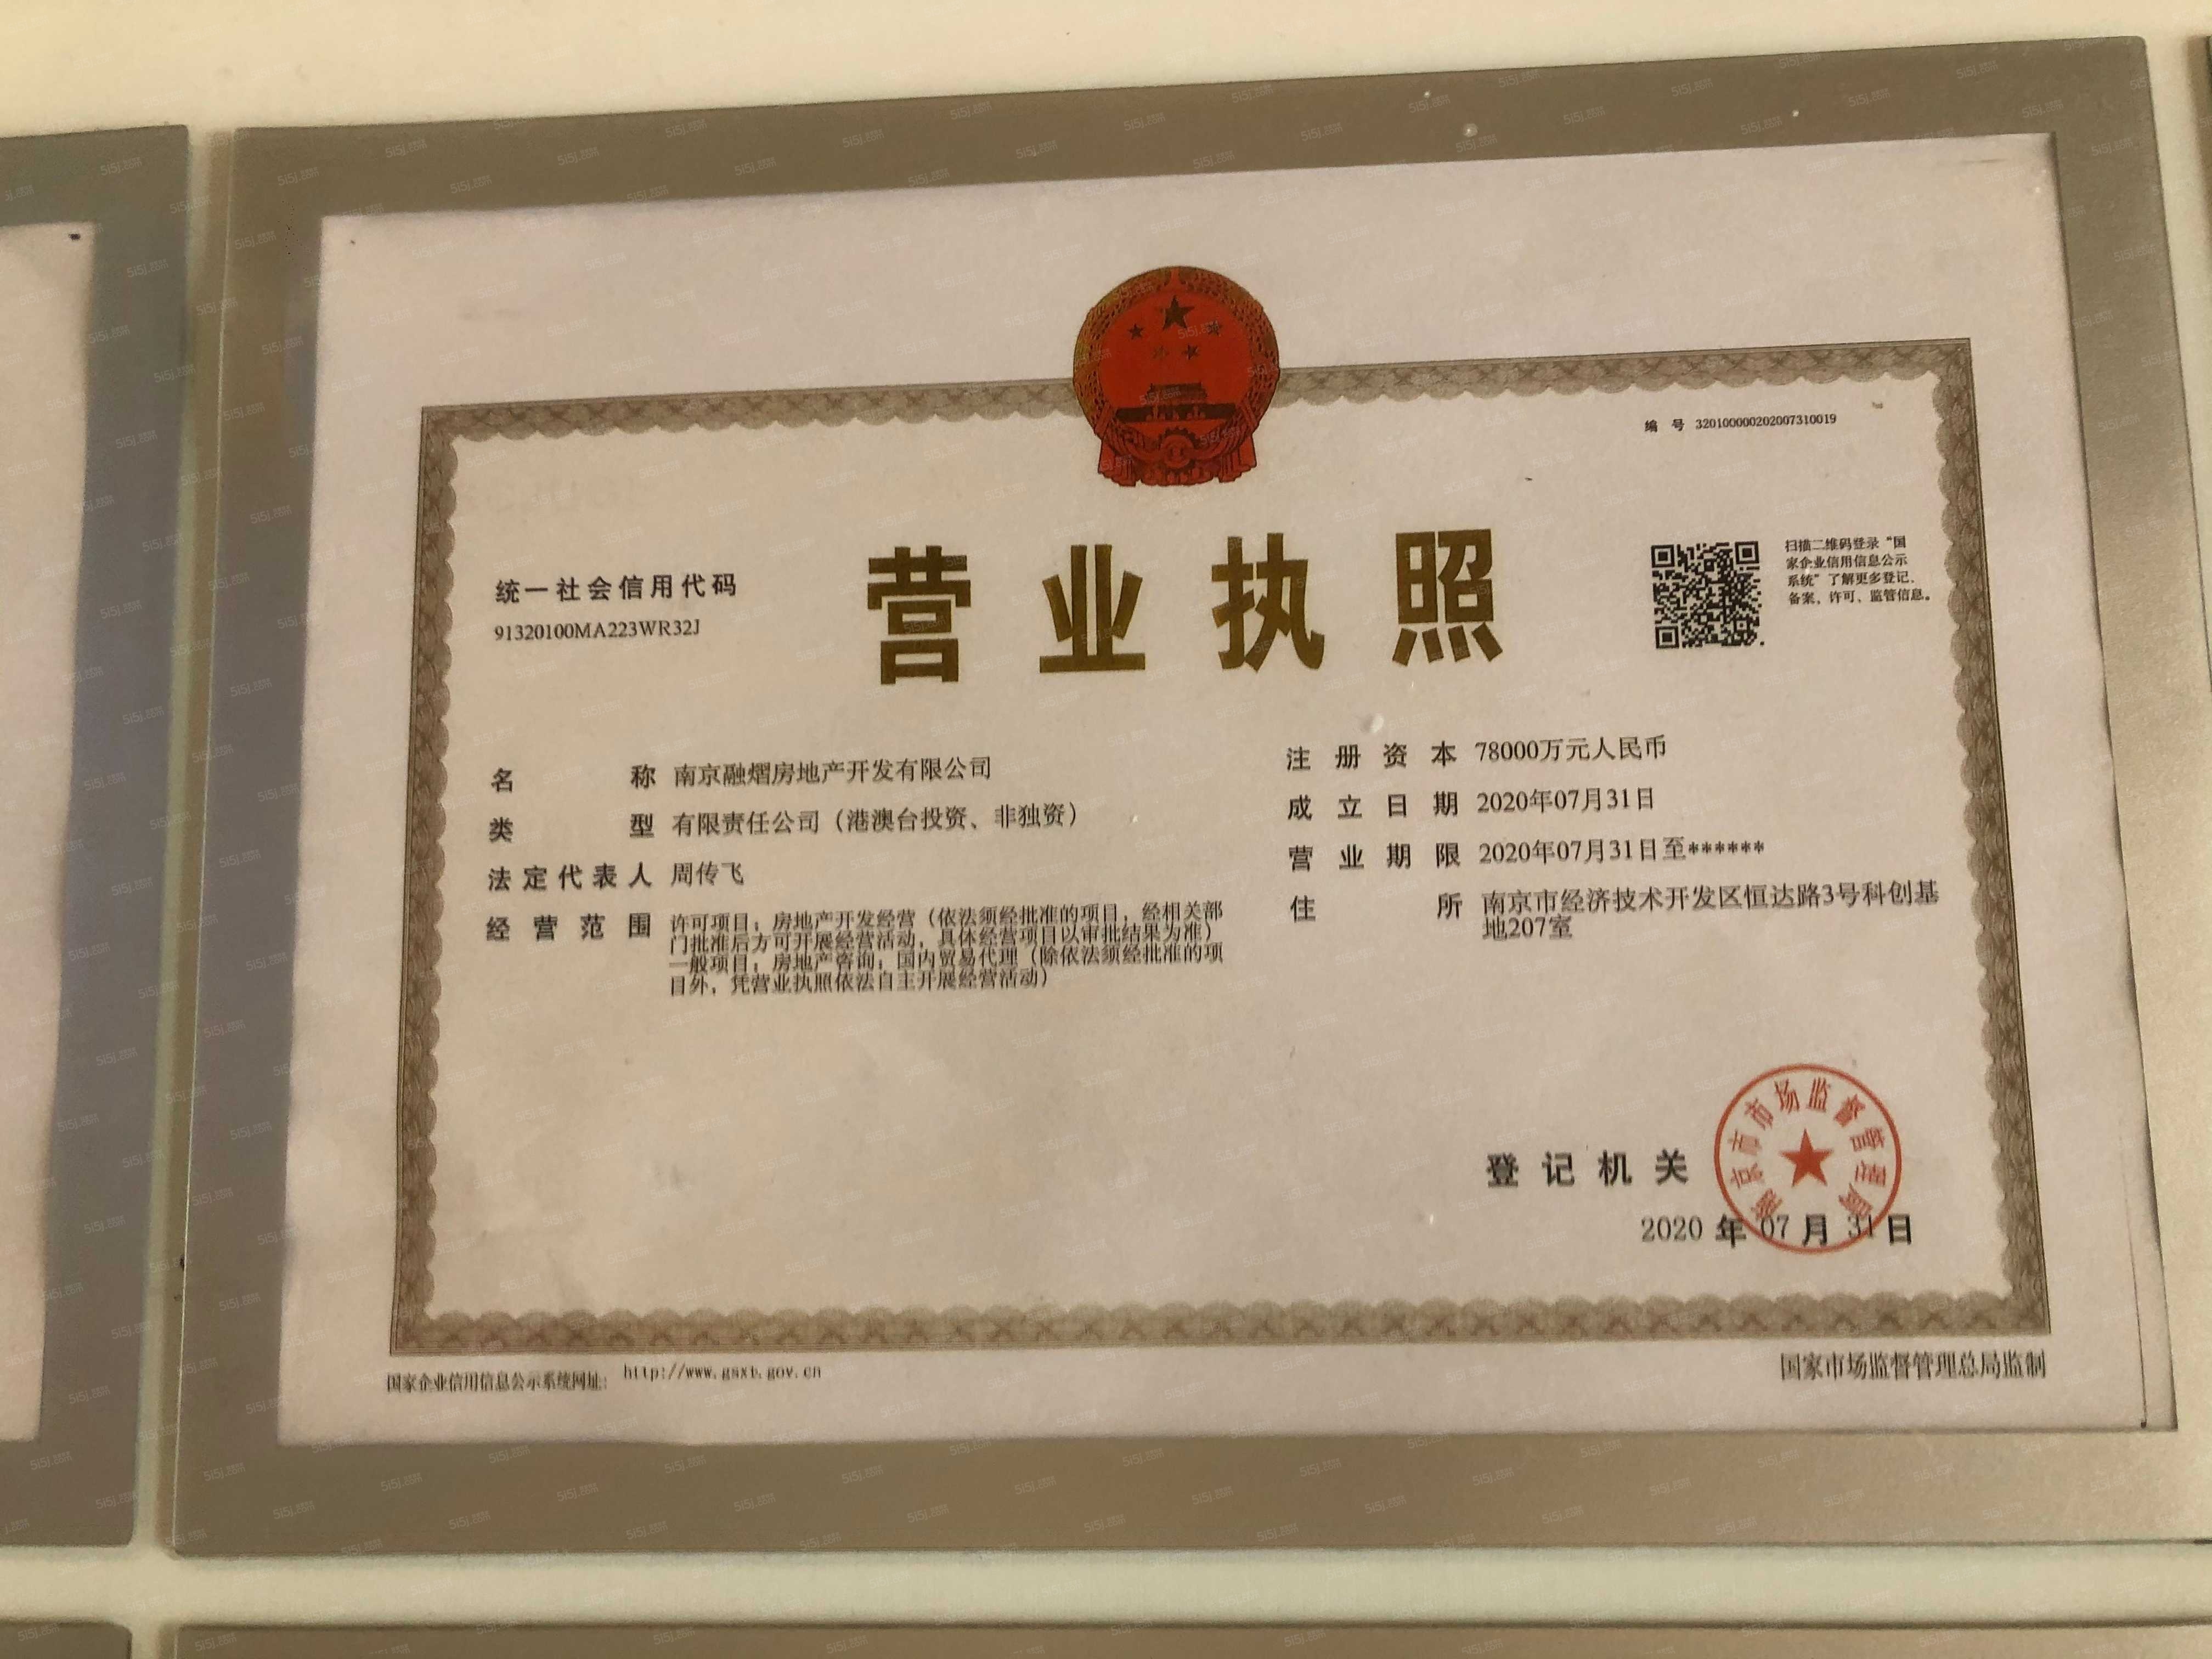 编 号 320100000202007310019
营业执照
统一社会信用代码
91320100MA223WR32J
扫描二维码登录“国
家企业信用信息公示
系统”了解更多登记、
备案、许可、监管信息。
名 称 南京融熠房地产开发有限公司
类 型 有限责任公司（港澳台投资、非独资）
法定代表人 周传飞
经营范围 许可项目：房地产开发经营（依法须经批准的项目，经相关部
门批准后方可开展经营活动，具体经营项目以审批结果为准）
一般项目：房地产咨询；国内贸易代理（除依法须经批准的项
目外，凭营业执照依法自主开展经营活动）
注册资本 78000万元人民币
成立日期 2020年07月31日
营业期限 2020年07月31日至******
住 所 南京市经济技术开发区恒达路3号科创基
地207室
登记机关
南京市市场监督管理局
2020 年 07 月 31 日
国家企业信用信息公示系统网址： http://www.gsxt.gov.cn
国家市场监督管理总局监制